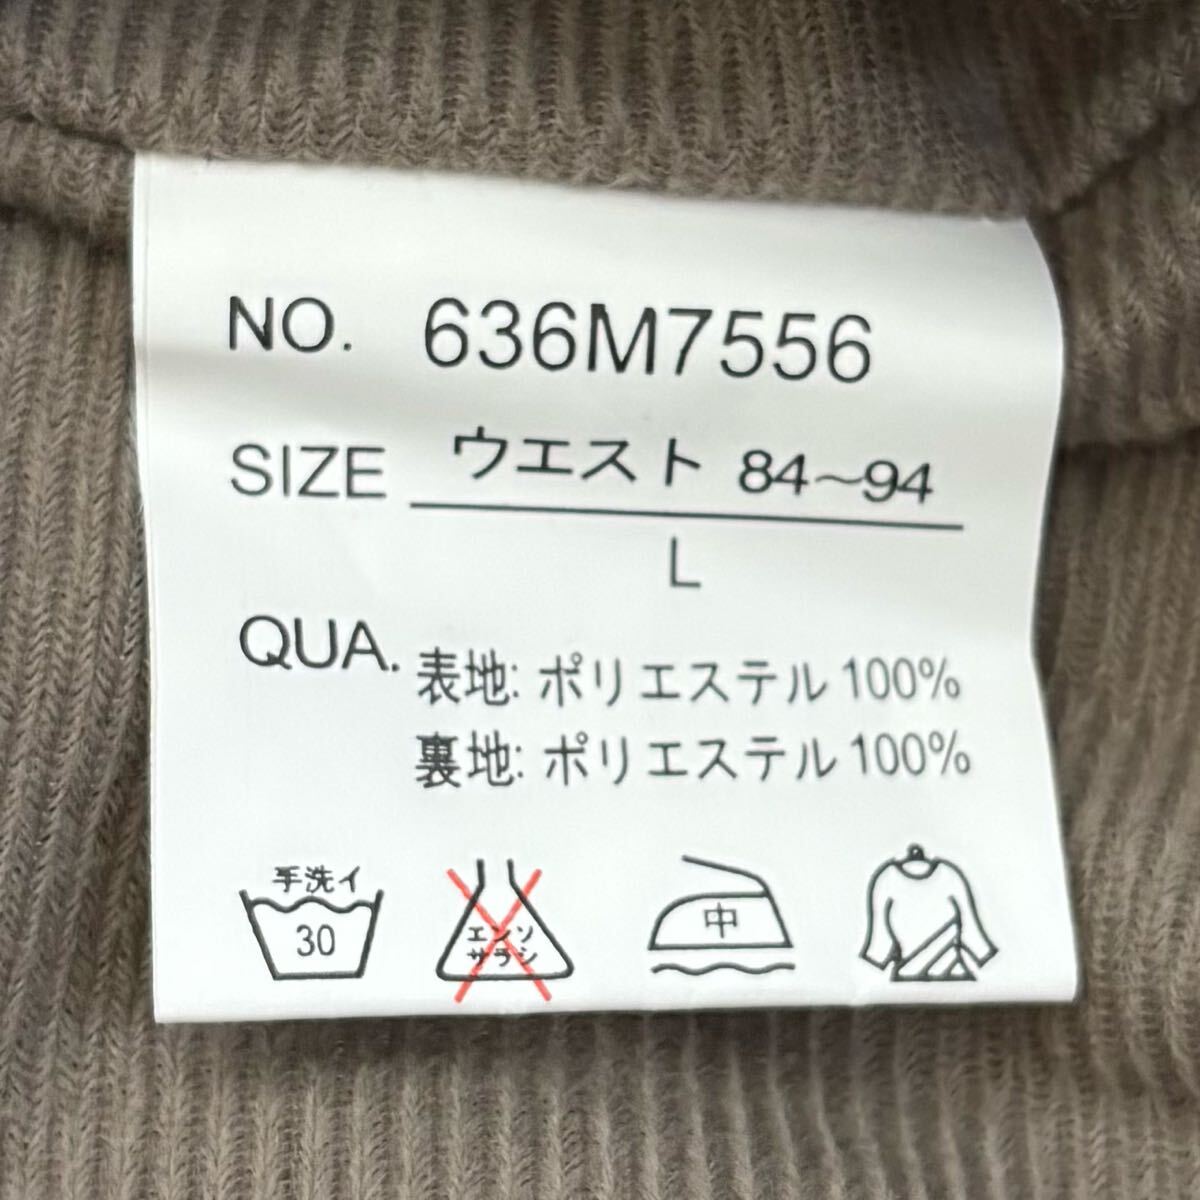 NO. 636M7556
SIZE ウエスト 84～94
L
QUA. 表地: ポリエステル 100%
裏地: ポリエステル 100%
手洗イ
30
エンソ
サラシ
中